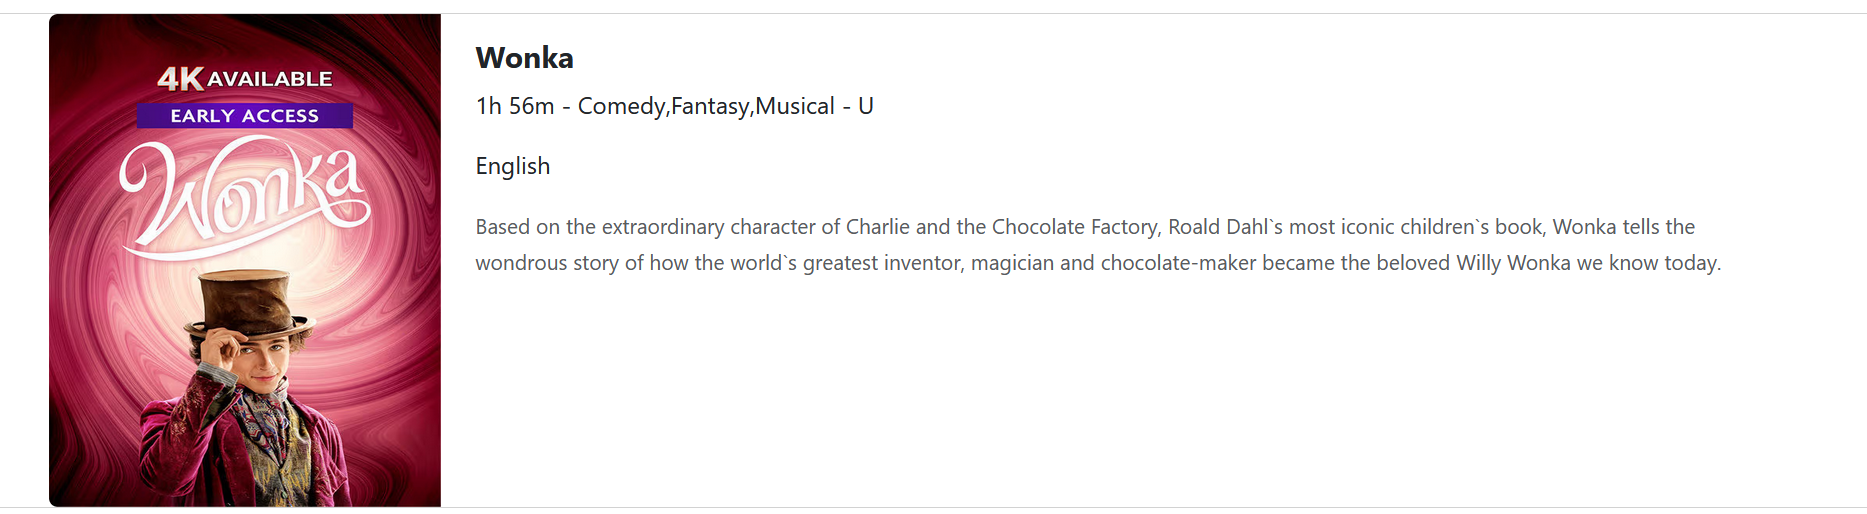 4K AVAILABLE
EARLY ACCESS
Wonka
Wonka
1h 56m - Comedy,Fantasy,Musical - U
English
Based on the extraordinary character of Charlie and the Chocolate Factory, Roald Dahl`s most iconic children`s book, Wonka tells the
wondrous story of how the world`s greatest inventor, magician and chocolate-maker became the beloved Willy Wonka we know today.